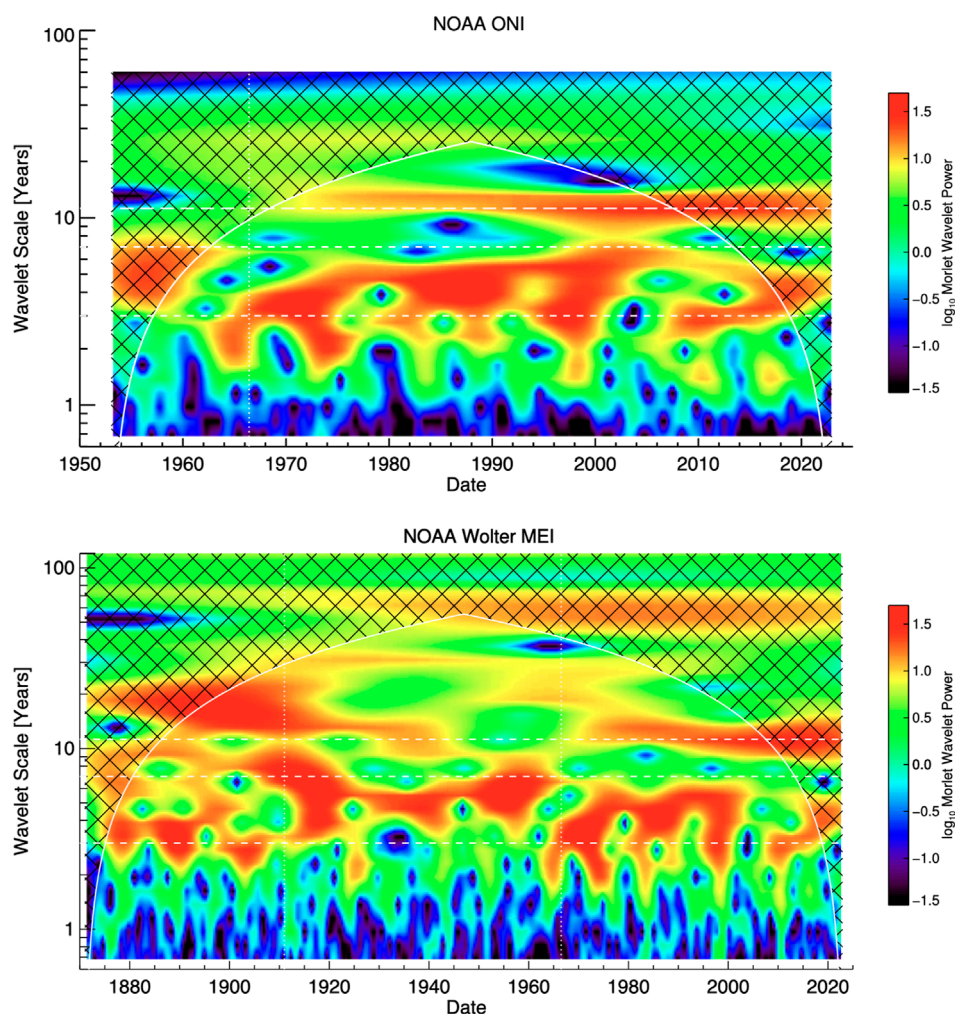 NOAA ONI
100
10
1
Wavelet Scale [Years]
1950 1960 1970 1980 1990 2000 2010 2020
Date
1.5
1.0
0.5
0.0
−0.5
−1.0
−1.5
log10 Morlet Wavelet Power
NOAA Wolter MEI
100
10
1
Wavelet Scale [Years]
1880 1900 1920 1940 1960 1980 2000 2020
Date
1.5
1.0
0.5
0.0
−0.5
−1.0
−1.5
log10 Morlet Wavelet Power